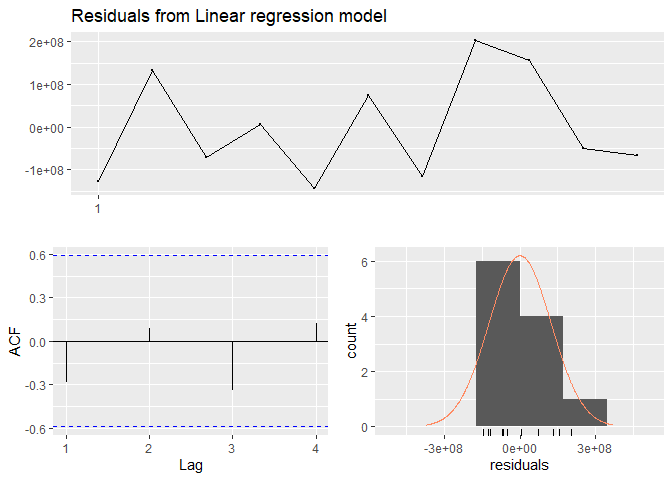 Residuals from Linear regression model
2e+08
1e+08
0e+00
-1e+08
1
0.6
0.3
0.0
-0.3
-0.6
ACF
1 2 3 4
Lag
6
4
2
0
count
-3e+08 0e+00 3e+08
residuals